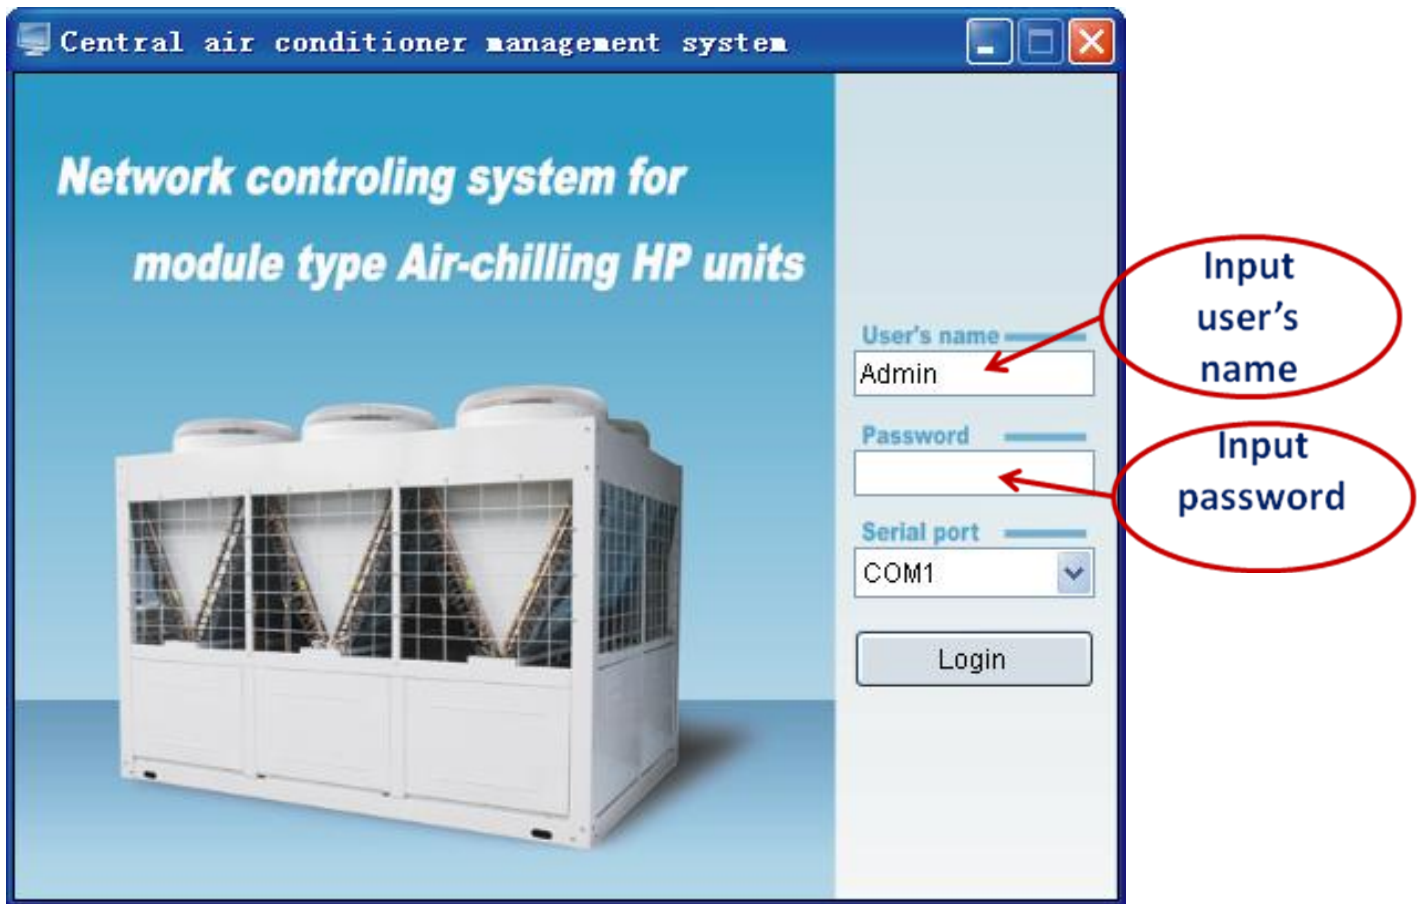 Central air conditioner management system
Network controling system for
module type Air-chilling HP units
User's name
Admin
Password
Serial port
COM1
Login
Input
user’s
name
Input
password